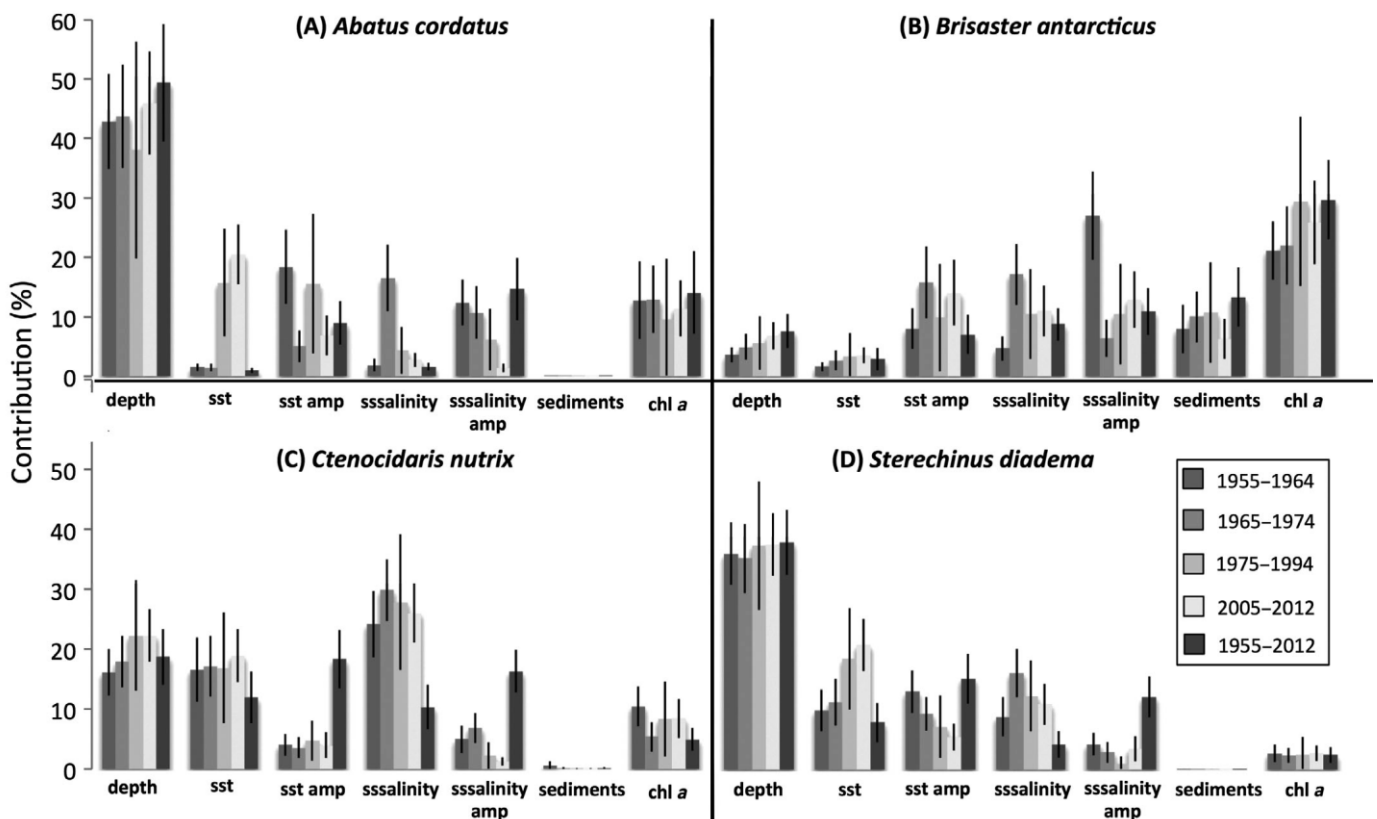 (A) Abatus cordatus
(B) Brisaster antarcticus
Contribution (%)
60
50
40
30
20
10
0
depth
sst
sst amp
sssalinity
sssalinity
amp
sediments
chl a
depth
sst
sst amp
sssalinity
sssalinity
amp
sediments
chl a
(C) Ctenocidaris nutrix
(D) Sterechinus diadema
50
40
30
20
10
0
1955–1964
1965–1974
1975–1994
2005–2012
1955–2012
depth
sst
sst amp
sssalinity
sssalinity
amp
sediments
chl a
depth
sst
sst amp
sssalinity
sssalinity
amp
sediments
chl a